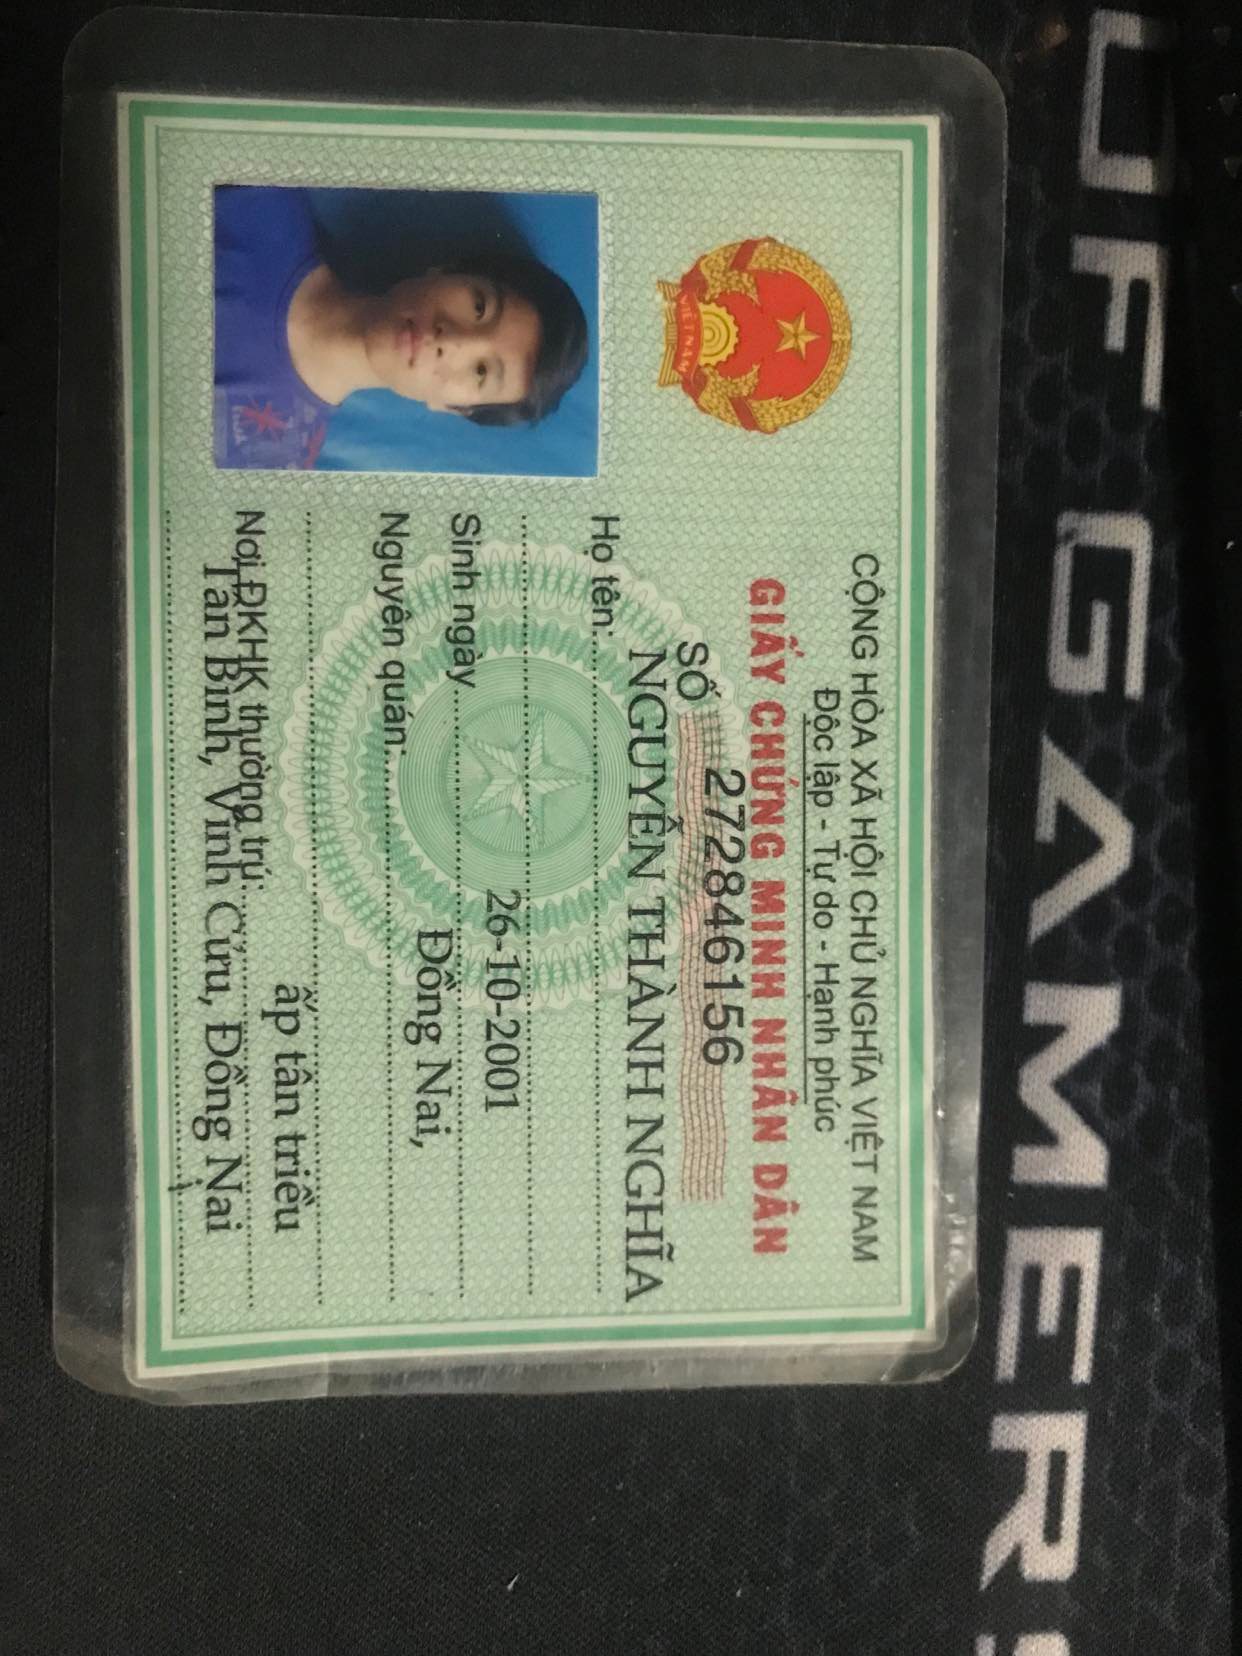 CỘNG HÒA XÃ HỘI CHỦ NGHĨA VIỆT NAM
Độc lập - Tự do - Hạnh phúc
GIẤY CHỨNG MINH NHÂN DÂN
SỐ 272846156
Họ tên: NGUYỄN THÀNH NGHĨA
Sinh ngày 26-10-2001
Nguyên quán: Đồng Nai,
Nơi ĐKHK thường trú: ấp tân triều
Tân Bình, Vĩnh Cửu, Đồng Nai
VIỆT NAM
OF GAMERS